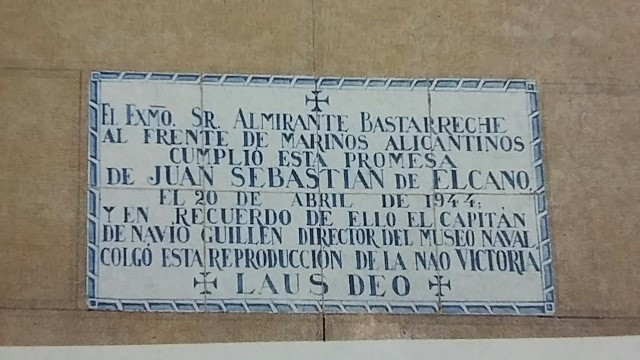 EL EXMO. SR. ALMIRANTE BASTARRECHE
AL FRENTE DE MARINOS ALICANTINOS
CUMPLIÓ ESTA PROMESA
DE JUAN SEBASTIÁN DE ELCANO.
EL 20 DE ABRIL DE 1944;
Y EN RECUERDO DE ELLO EL CAPITÁN
DE NAVIO GUILLÉN DIRECTOR DEL MUSEO NAVAL
COLGÓ ESTA REPRODUCCIÓN DE LA NAO VICTORIA
LAUS DEO